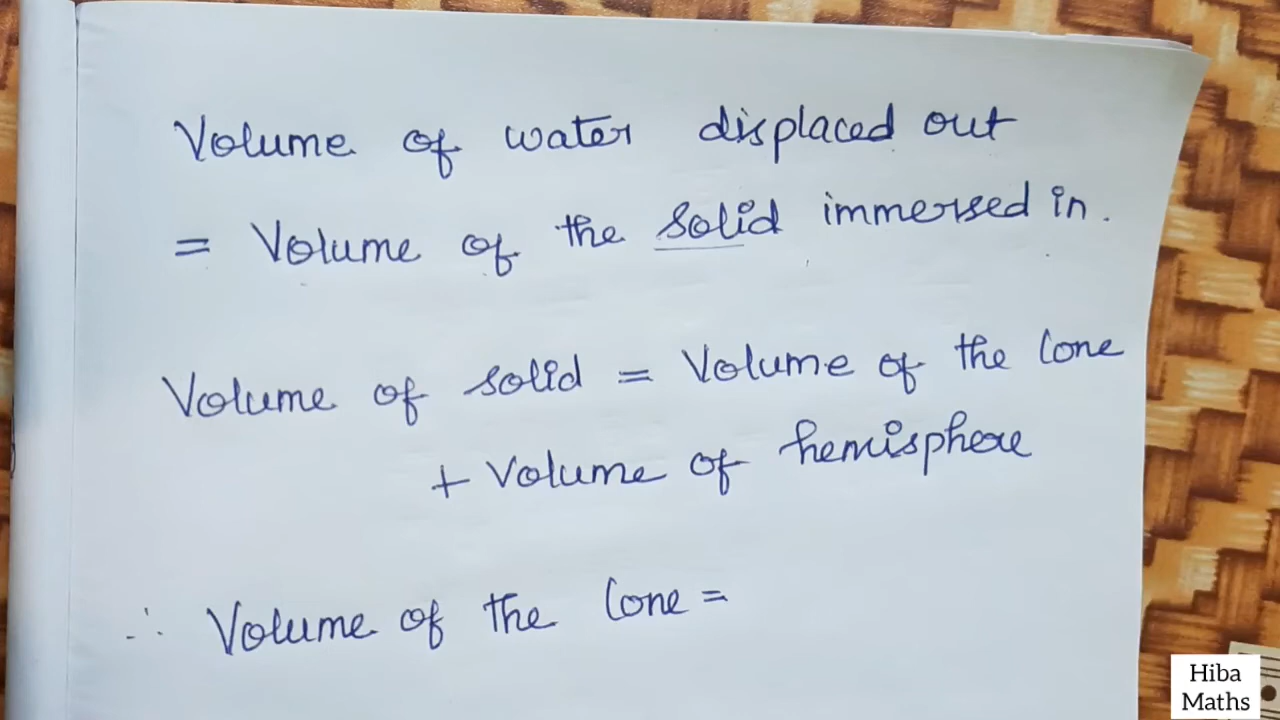 Volume of water displaced out
= Volume of the solid immersed in.
Volume of solid = Volume of the Cone
+ Volume of hemisphere
∴ Volume of the Cone =
Hiba
Maths